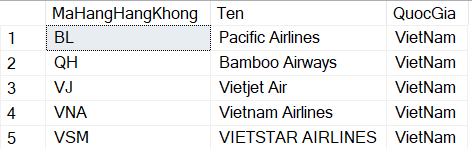 MaHangHangKhong Ten QuocGia
1 BL Pacific Airlines VietNam
2 QH Bamboo Airways VietNam
3 VJ Vietjet Air VietNam
4 VNA Vietnam Airlines VietNam
5 VSM VIETSTAR AIRLINES VietNam